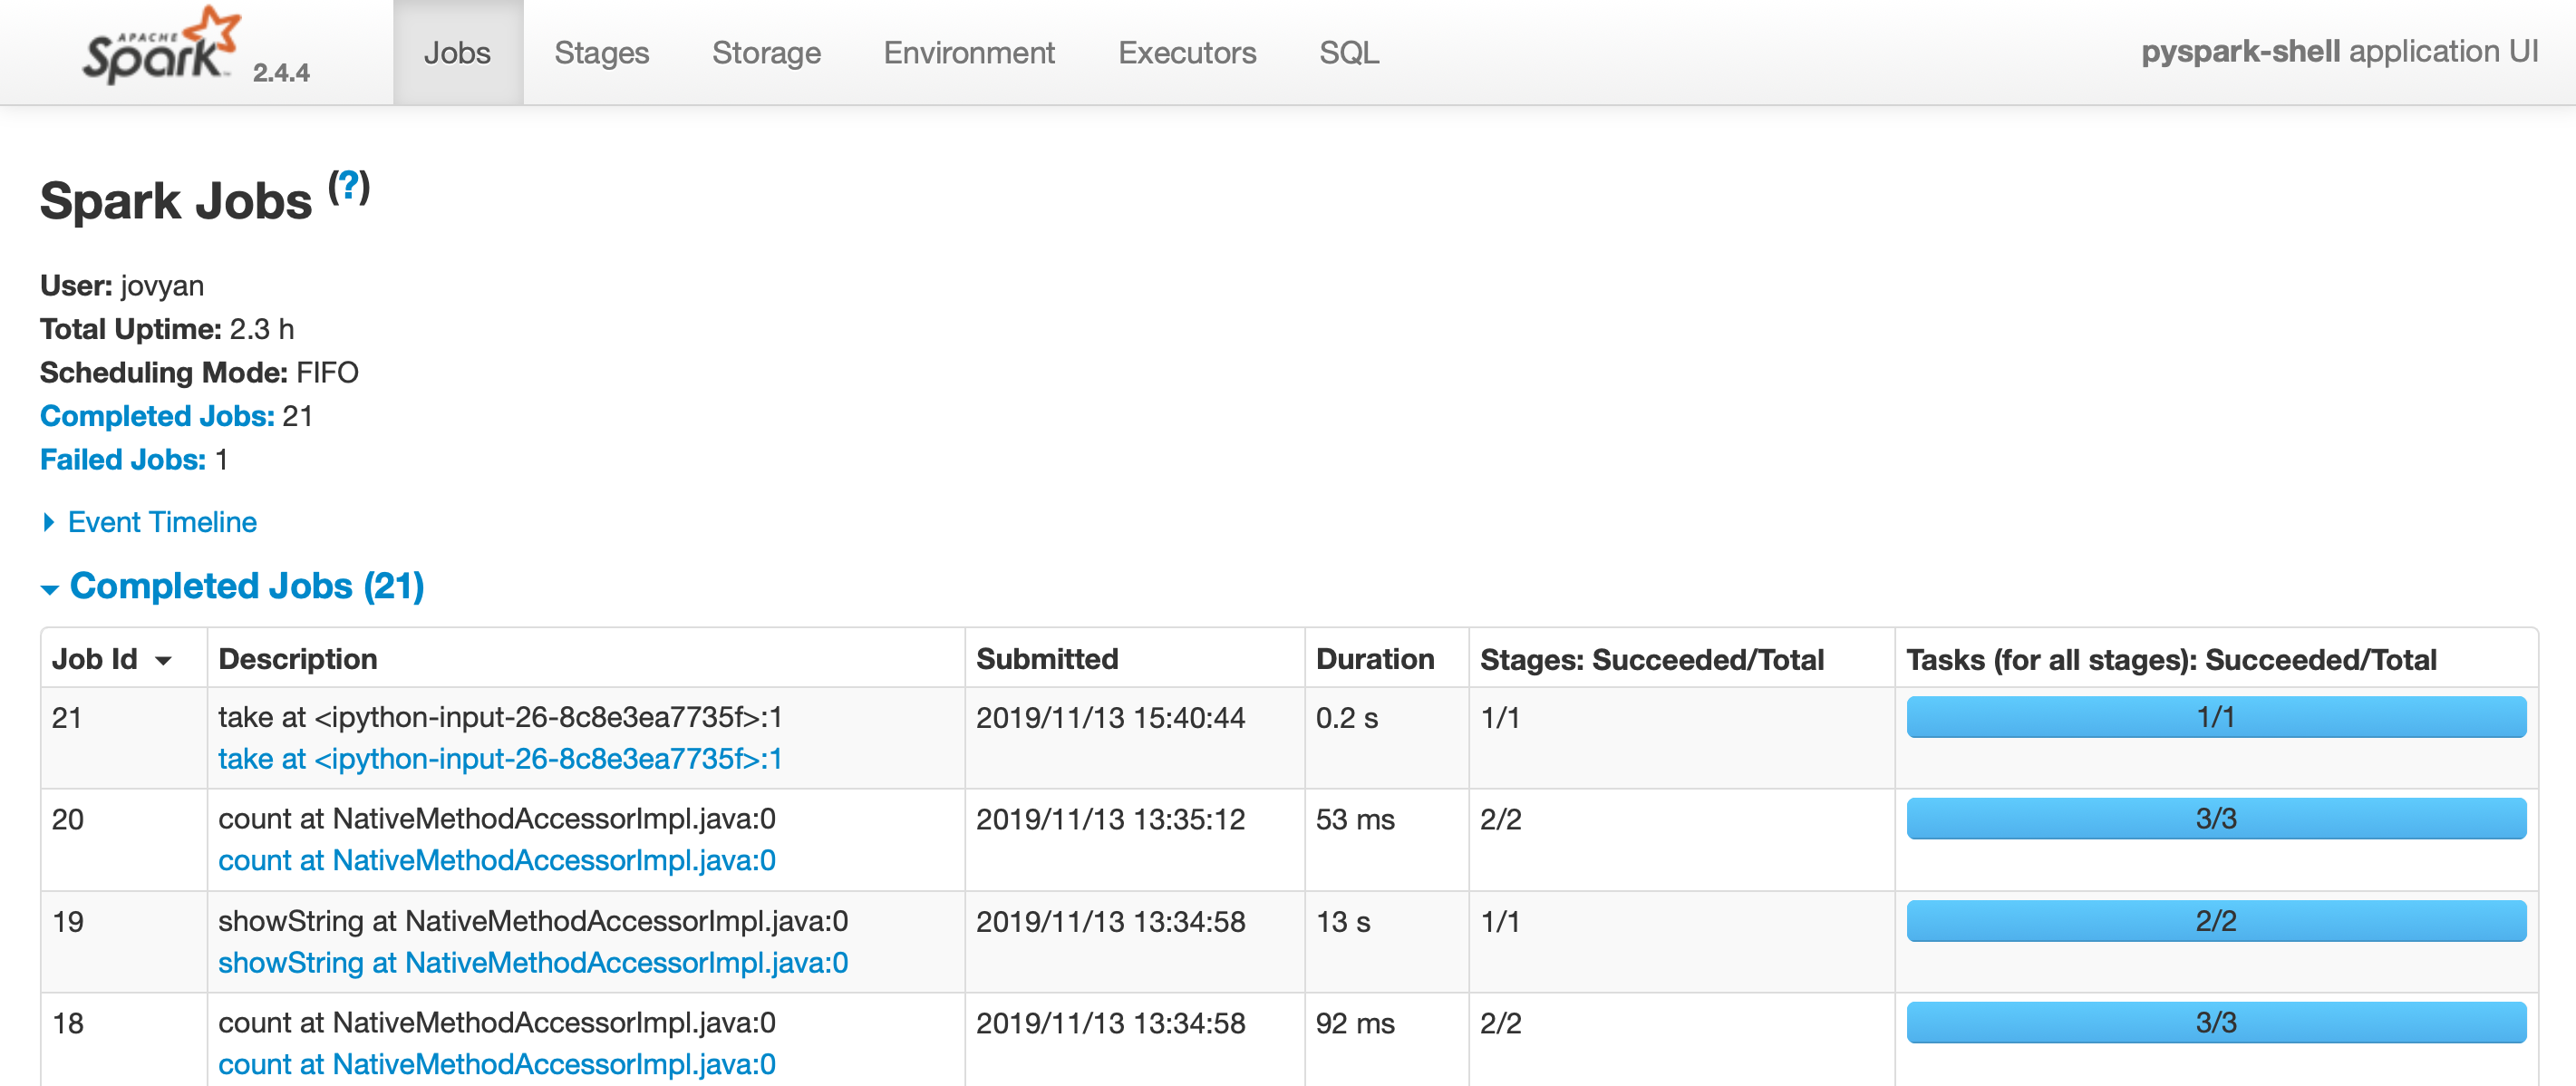 APACHE
Spark™ 2.4.4 Jobs Stages Storage Environment Executors SQL pyspark-shell application UI
Spark Jobs (?)
User: jovyan
Total Uptime: 2.3 h
Scheduling Mode: FIFO
Completed Jobs: 21
Failed Jobs: 1
Event Timeline
Completed Jobs (21)
Job Id Description Submitted Duration Stages: Succeeded/Total Tasks (for all stages): Succeeded/Total
21 take at <ipython-input-26-8c8e3ea7735f>:1 2019/11/13 15:40:44 0.2 s 1/1 1/1
take at <ipython-input-26-8c8e3ea7735f>:1
20 count at NativeMethodAccessorImpl.java:0 2019/11/13 13:35:12 53 ms 2/2 3/3
count at NativeMethodAccessorImpl.java:0
19 showString at NativeMethodAccessorImpl.java:0 2019/11/13 13:34:58 13 s 1/1 2/2
showString at NativeMethodAccessorImpl.java:0
18 count at NativeMethodAccessorImpl.java:0 2019/11/13 13:34:58 92 ms 2/2 3/3
count at NativeMethodAccessorImpl.java:0